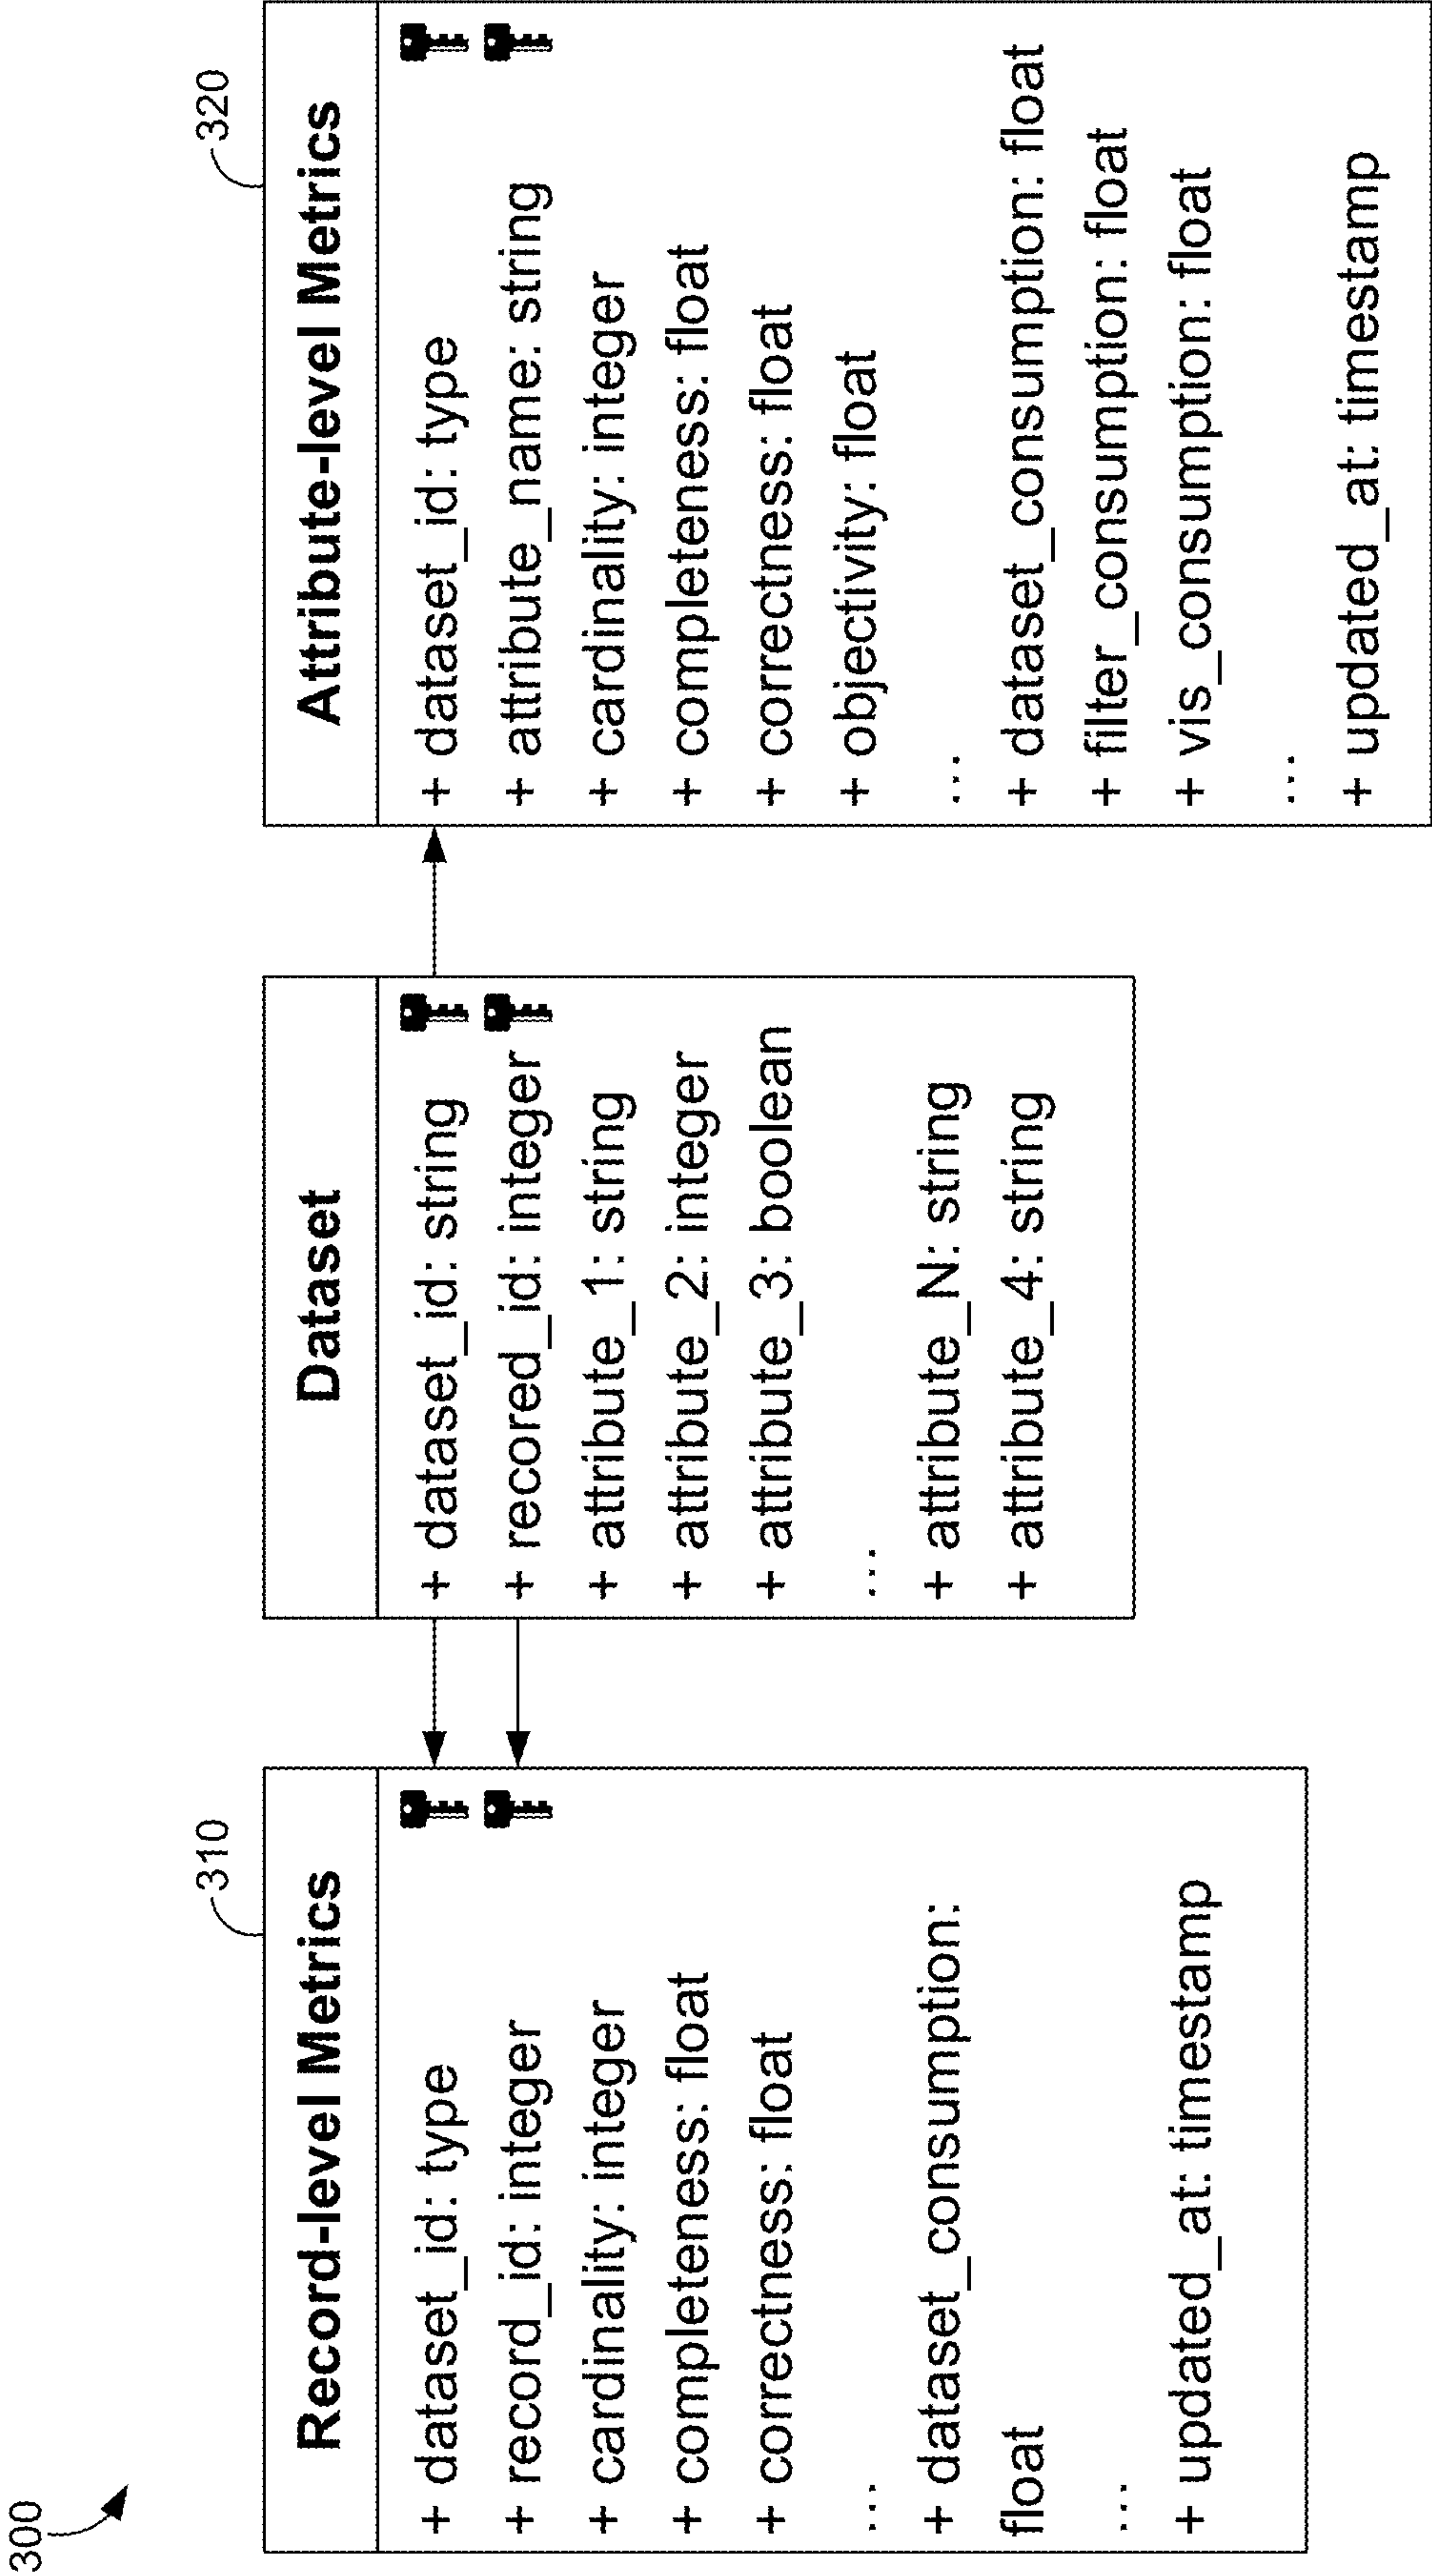 300
310
Record-level Metrics
+ dataset_id: type
+ record_id: integer
+ cardinality: integer
+ completeness: float
+ correctness: float
...
+ dataset_consumption:
float
...
+ updated_at: timestamp
Dataset
+ dataset_id: string
+ recored_id: integer
+ attribute_1: string
+ attribute_2: integer
+ attribute_3: boolean
...
+ attribute_N: string
+ attribute_4: string
320
Attribute-level Metrics
+ dataset_id: type
+ attribute_name: string
+ cardinality: integer
+ completeness: float
+ correctness: float
+ objectivity: float
...
+ dataset_consumption: float
+ filter_consumption: float
+ vis_consumption: float
...
+ updated_at: timestamp